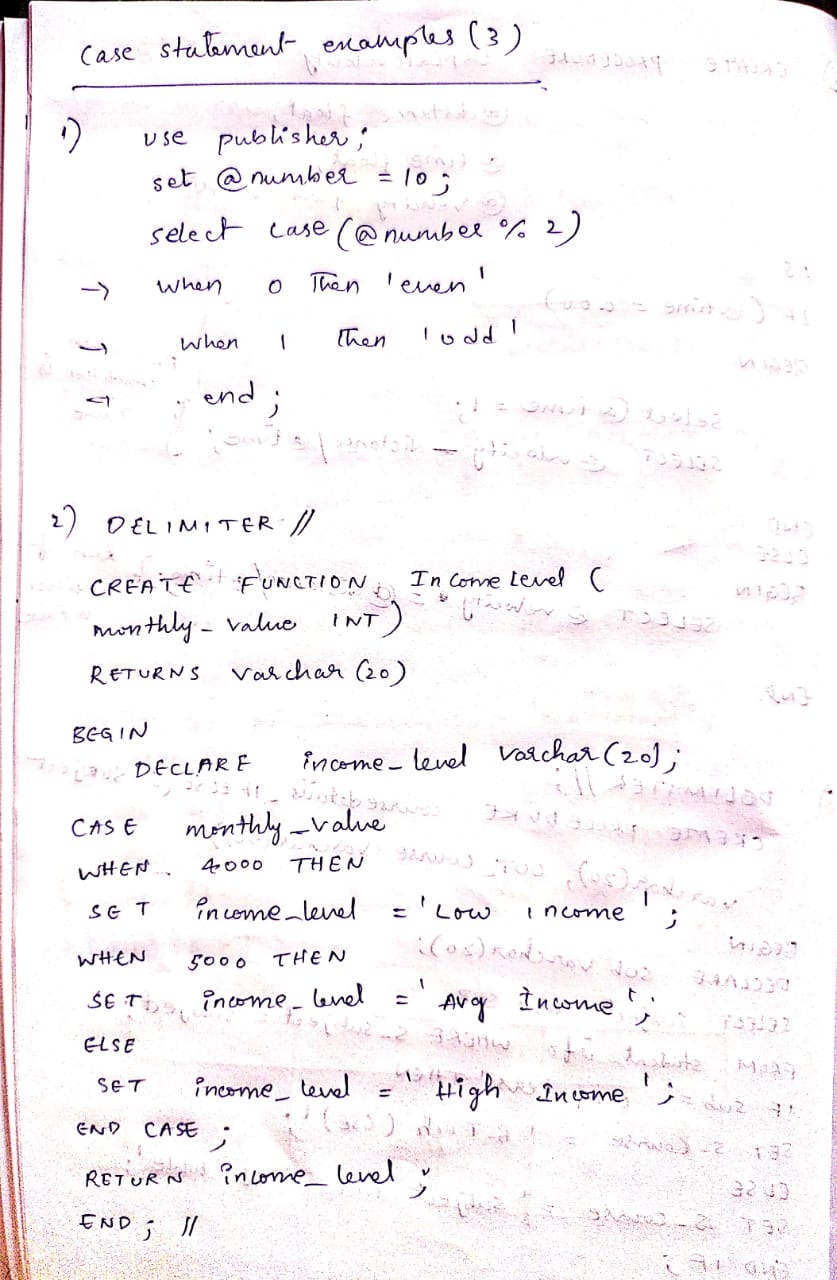 Case statement examples (3)
1) use publisher;
set @number = 10;
select case (@number % 2)
→ when 0 Then 'even'
→ when 1 Then 'odd'
→ end;
2) DELIMITER //
CREATE FUNCTION InCome Level (
monthly_value INT)
RETURNS varchar (20)
BEGIN
DECLARE income_level varchar(20);
CASE monthly_value
WHEN 4000 THEN
SET income_level = 'Low income';
WHEN 5000 THEN
SET income_level = 'Avg Income';
ELSE
SET income_level = 'High Income';
END CASE;
RETURN income_level;
END; //